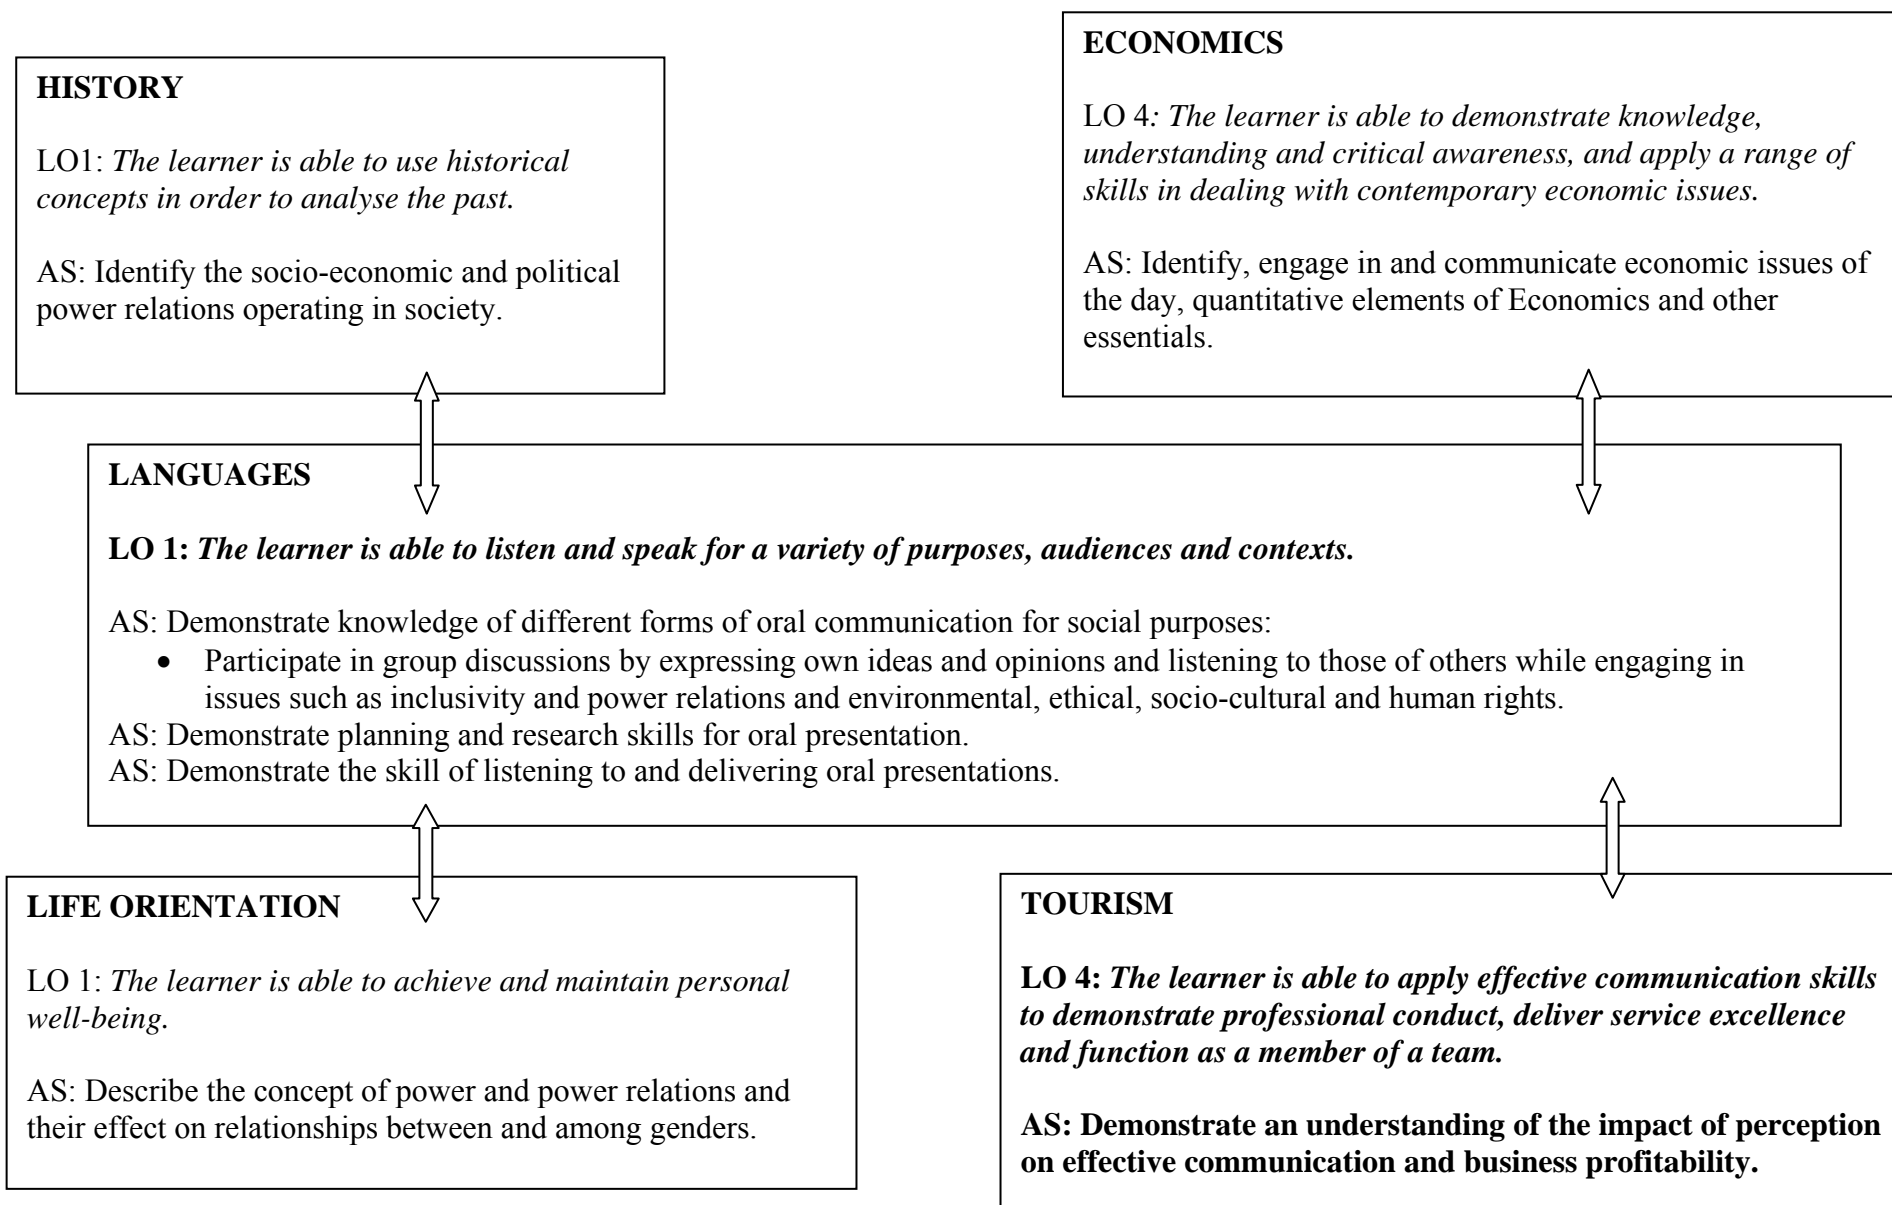 HISTORY
LO1: The learner is able to use historical
concepts in order to analyse the past.
AS: Identify the socio-economic and political
power relations operating in society.
ECONOMICS
LO 4: The learner is able to demonstrate knowledge,
understanding and critical awareness, and apply a range of
skills in dealing with contemporary economic issues.
AS: Identify, engage in and communicate economic issues of
the day, quantitative elements of Economics and other
essentials.
LANGUAGES
LO 1: The learner is able to listen and speak for a variety of purposes, audiences and contexts.
AS: Demonstrate knowledge of different forms of oral communication for social purposes:
• Participate in group discussions by expressing own ideas and opinions and listening to those of others while engaging in
issues such as inclusivity and power relations and environmental, ethical, socio-cultural and human rights.
AS: Demonstrate planning and research skills for oral presentation.
AS: Demonstrate the skill of listening to and delivering oral presentations.
LIFE ORIENTATION
LO 1: The learner is able to achieve and maintain personal
well-being.
AS: Describe the concept of power and power relations and
their effect on relationships between and among genders.
TOURISM
LO 4: The learner is able to apply effective communication skills
to demonstrate professional conduct, deliver service excellence
and function as a member of a team.
AS: Demonstrate an understanding of the impact of perception
on effective communication and business profitability.